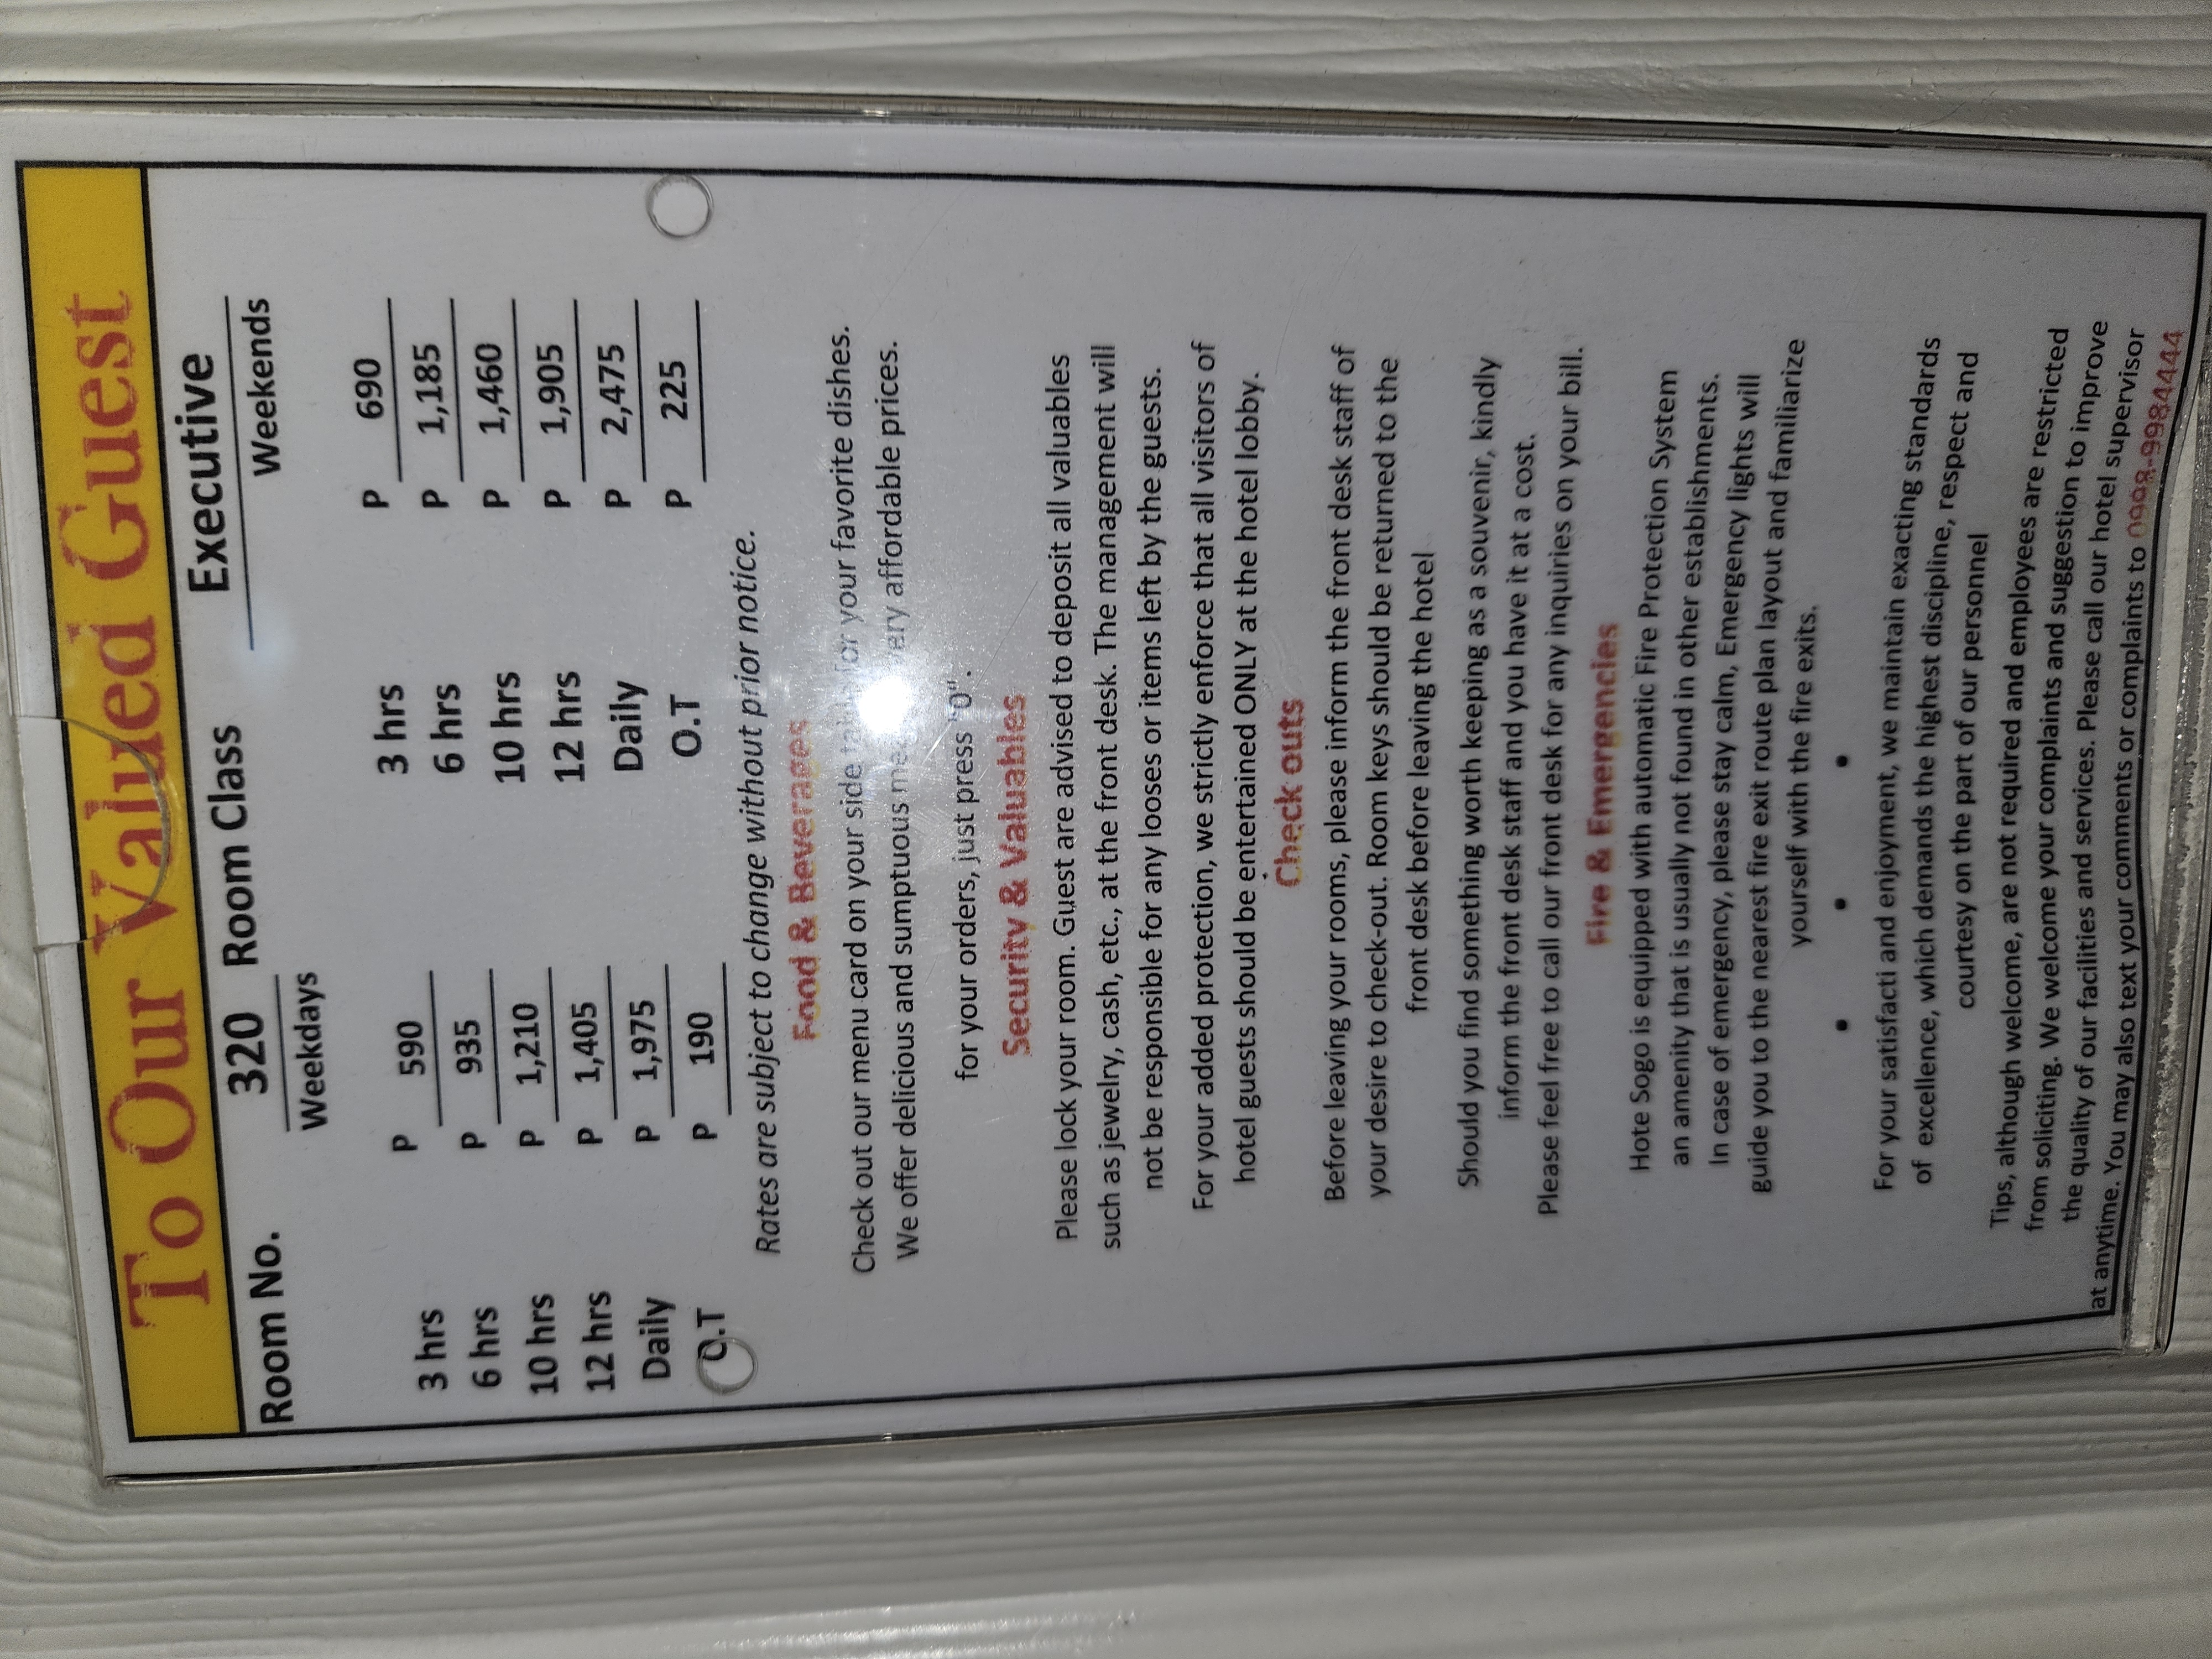 To Our Valued Guest
Room No. 320 Room Class Executive
Weekdays Weekends
3 hrs P 590 3 hrs P 690
6 hrs P 935 6 hrs P 1,185
10 hrs P 1,210 10 hrs P 1,460
12 hrs P 1,405 12 hrs P 1,905
Daily P 1,975 Daily P 2,475
O.T P 190 O.T P 225
Rates are subject to change without prior notice.
Food & Beverages
Check out our menu card on your side table for your favorite dishes.
We offer delicious and sumptuous very affordable prices.
for your orders, just press "0".
Security & Valuables
Please lock your room. Guest are advised to deposit all valuables
such as jewelry, cash, etc., at the front desk. The management will
not be responsible for any looses or items left by the guests.
For your added protection, we strictly enforce that all visitors of
hotel guests should be entertained ONLY at the hotel lobby.
Check outs
Before leaving your rooms, please inform the front desk staff of
your desire to check-out. Room keys should be returned to the
front desk before leaving the hotel
Should you find something worth keeping as a souvenir, kindly
inform the front desk staff and you have it at a cost.
Please feel free to call our front desk for any inquiries on your bill.
Fire & Emergencies
Hote Sogo is equipped with automatic Fire Protection System
an amenity that is usually not found in other establishments.
In case of emergency, please stay calm, Emergency lights will
guide you to the nearest fire exit route plan layout and familiarize
yourself with the fire exits.
• • •
For your satisfacti and enjoyment, we maintain exacting standards
of excellence, which demands the highest discipline, respect and
courtesy on the part of our personnel
Tips, although welcome, are not required and employees are restricted
from soliciting. We welcome your complaints and suggestion to improve
the quality of our facilities and services. Please call our hotel supervisor
at anytime. You may also text your comments or complaints to 0998-9984444